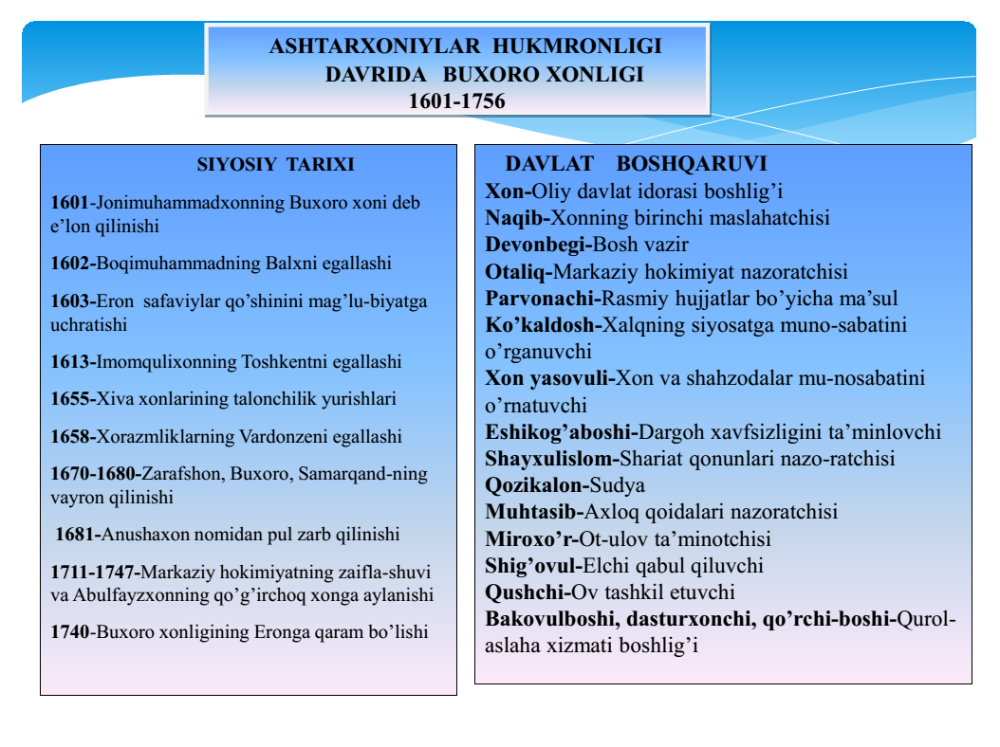 ASHTARXONIYLAR HUKMRONLIGI
DAVRIDA BUXORO XONLIGI
1601-1756
SIYOSIY TARIXI
1601-Jonimuhammadxonning Buxoro xoni deb
e’lon qilinishi
1602-Boqimuhammadning Balxni egallashi
1603-Eron safaviylar qo’shinini mag’lu-biyatga
uchratishi
1613-Imomqulixonning Toshkentni egallashi
1655-Xiva xonlarining talonchilik yurishlari
1658-Xorazmliklarning Vardonzeni egallashi
1670-1680-Zarafshon, Buxoro, Samarqand-ning
vayron qilinishi
1681-Anushaxon nomidan pul zarb qilinishi
1711-1747-Markaziy hokimiyatning zaifla-shuvi
va Abulfayzxonning qo’g’irchoq xonga aylanishi
1740-Buxoro xonligining Eronga qaram bo’lishi
DAVLAT BOSHQARUVI
Xon-Oliy davlat idorasi boshlig’i
Naqib-Xonning birinchi maslahatchisi
Devonbegi-Bosh vazir
Otaliq-Markaziy hokimiyat nazoratchisi
Parvonachi-Rasmiy hujjatlar bo’yicha ma’sul
Ko’kaldosh-Xalqning siyosatga muno-sabatini
o’rganuvchi
Xon yasovuli-Xon va shahzodalar mu-nosabatini
o’rnatuvchi
Eshikog’aboshi-Dargoh xavfsizligini ta’minlovchi
Shayxulislom-Shariat qonunlari nazo-ratchisi
Qozikalon-Sudya
Muhtasib-Axloq qoidalari nazoratchisi
Miroxo’r-Ot-ulov ta’minotchisi
Shig’ovul-Elchi qabul qiluvchi
Qushchi-Ov tashkil etuvchi
Bakovulboshi, dasturxonchi, qo’rchi-boshi-Qurol-
aslaha xizmati boshlig’i